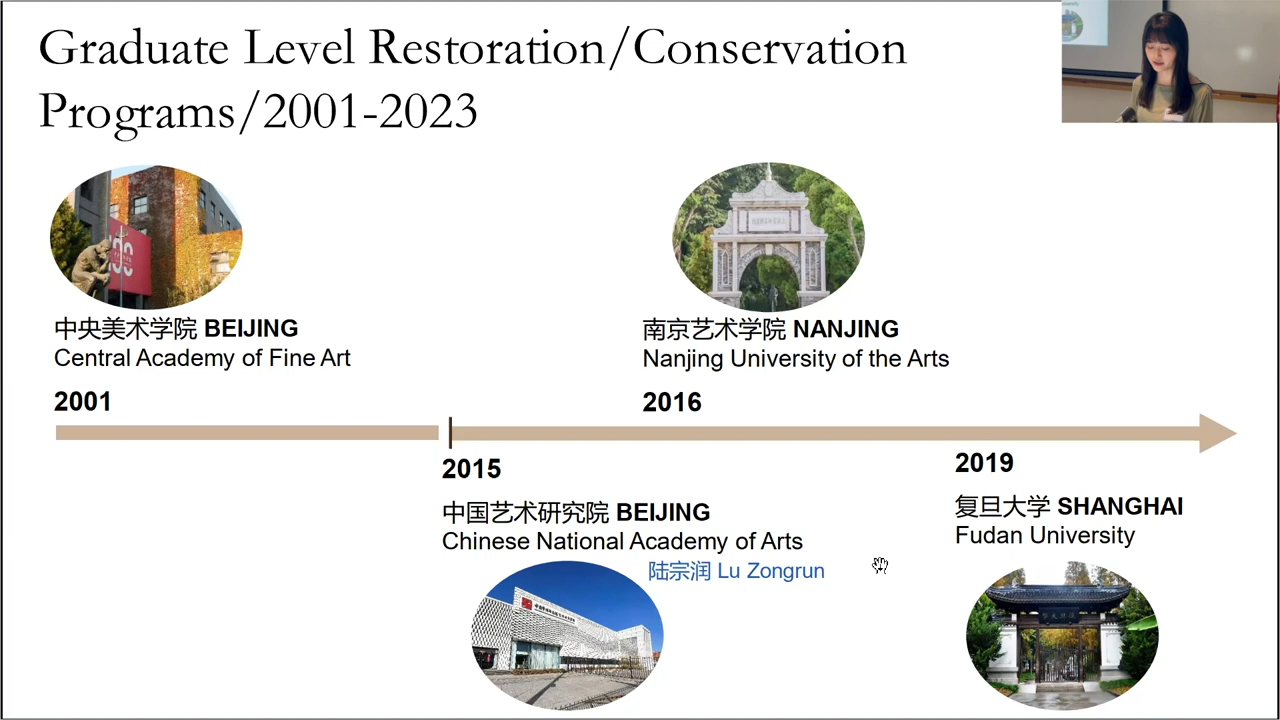 Graduate Level Restoration/Conservation
Programs/2001-2023
中央美术学院 BEIJING
Central Academy of Fine Art
2001
南京艺术学院 NANJING
Nanjing University of the Arts
2016
2015
中国艺术研究院 BEIJING
Chinese National Academy of Arts
陆宗润 Lu Zongrun
2019
复旦大学 SHANGHAI
Fudan University